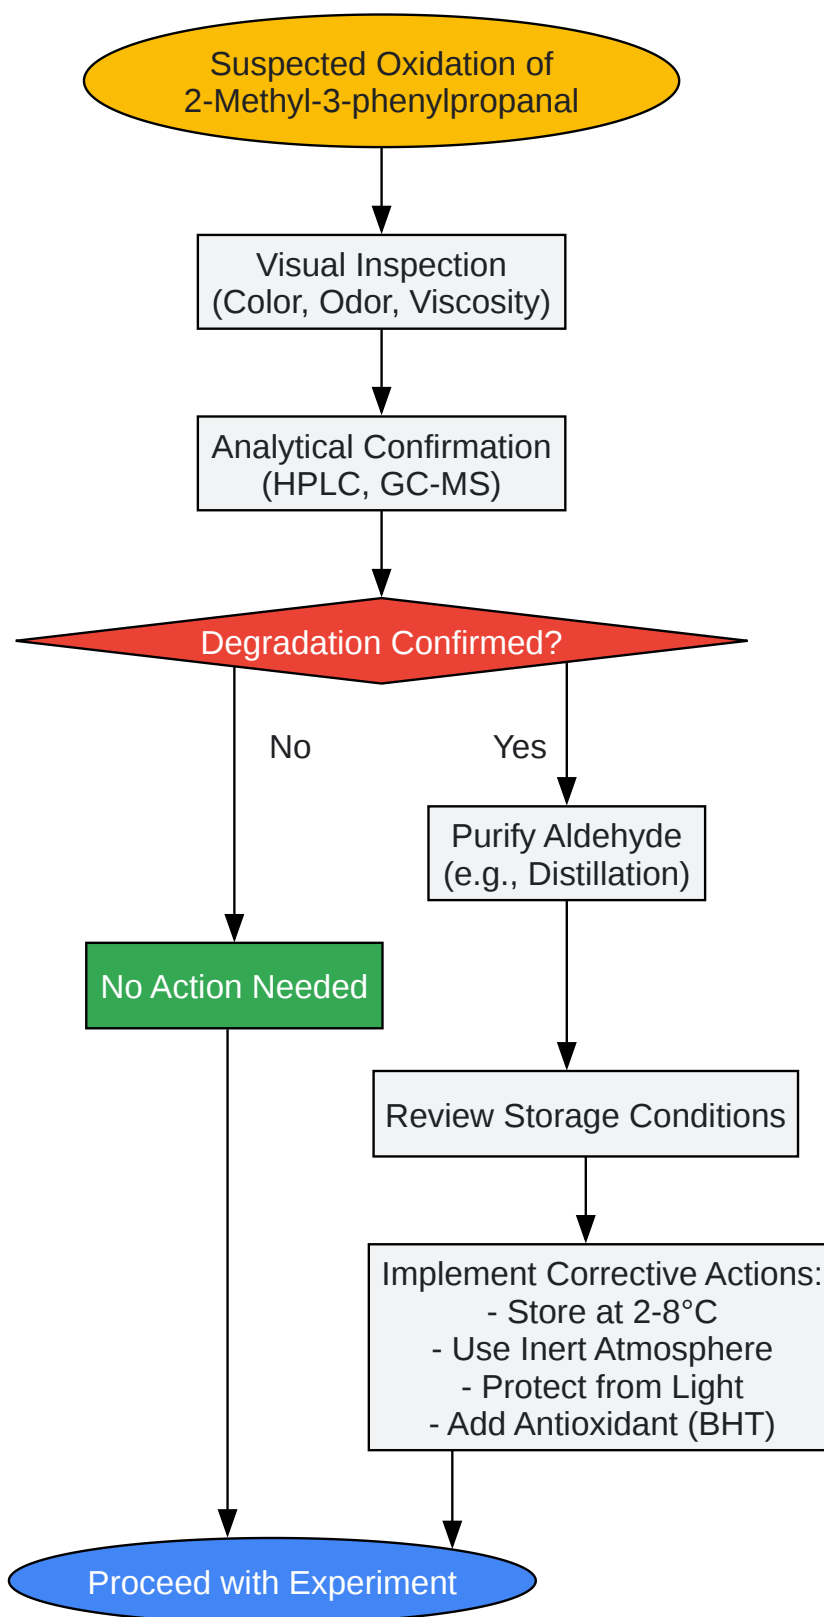 Suspected Oxidation of
2-Methyl-3-phenylpropanal
Visual Inspection
(Color, Odor, Viscosity)
Analytical Confirmation
(HPLC, GC-MS)
Degradation Confirmed?
No
Yes
Purify Aldehyde
(e.g., Distillation)
No Action Needed
Review Storage Conditions
Implement Corrective Actions:
- Store at 2-8°C
- Use Inert Atmosphere
- Protect from Light
- Add Antioxidant (BHT)
Proceed with Experiment